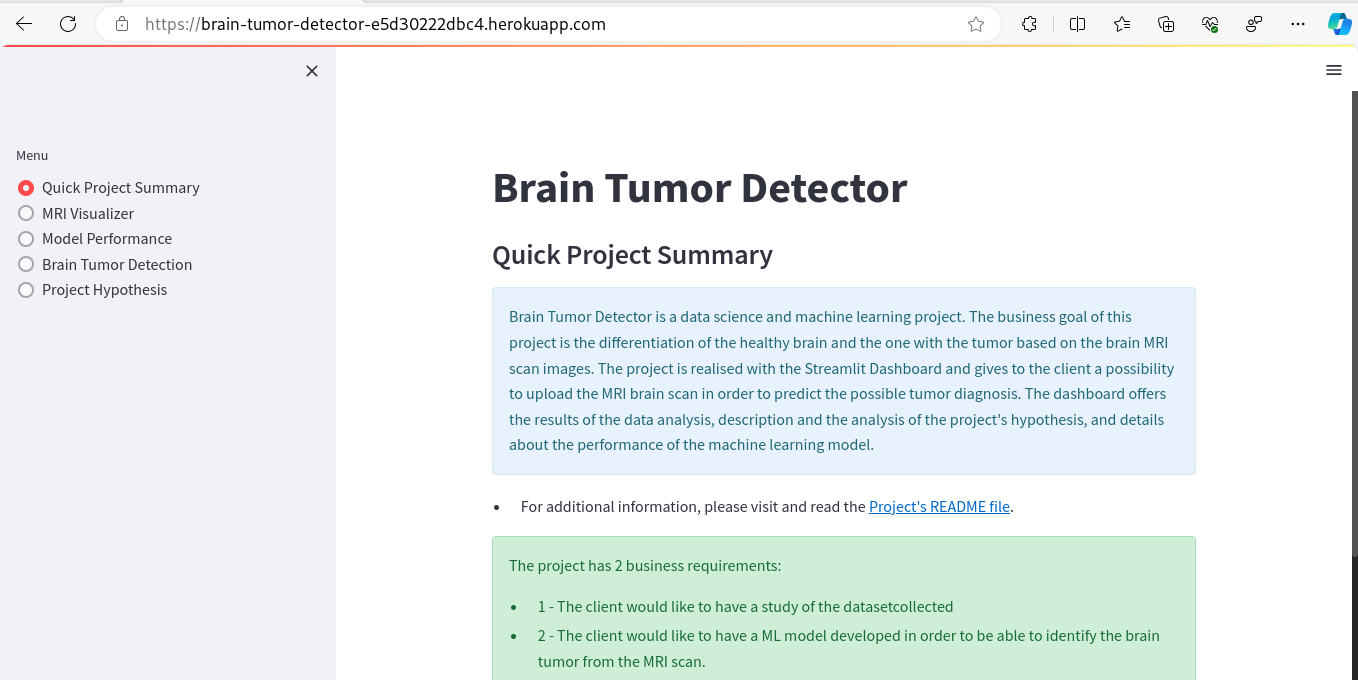 https://brain-tumor-detector-e5d30222dbc4.herokuapp.com
Menu
Quick Project Summary
MRI Visualizer
Model Performance
Brain Tumor Detection
Project Hypothesis
Brain Tumor Detector
Quick Project Summary
Brain Tumor Detector is a data science and machine learning project. The business goal of this
project is the differentiation of the healthy brain and the one with the tumor based on the brain MRI
scan images. The project is realised with the Streamlit Dashboard and gives to the client a possibility
to upload the MRI brain scan in order to predict the possible tumor diagnosis. The dashboard offers
the results of the data analysis, description and the analysis of the project's hypothesis, and details
about the performance of the machine learning model.
• For additional information, please visit and read the Project's README file.
The project has 2 business requirements:
• 1 - The client would like to have a study of the datasetcollected
• 2 - The client would like to have a ML model developed in order to be able to identify the brain
tumor from the MRI scan.